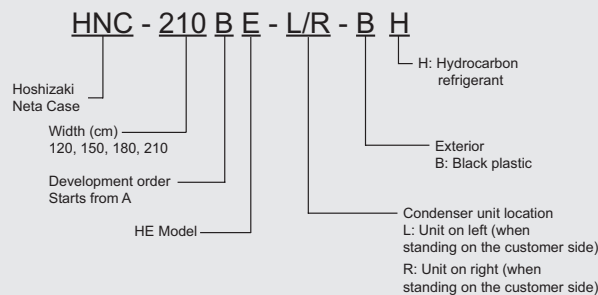 HNC - 210 B E - L/R - B H
H: Hydrocarbon
refrigerant
Hoshizaki
Neta Case
Width (cm)
120, 150, 180, 210
Exterior
B: Black plastic
Development order
Starts from A
HE Model
Condenser unit location
L: Unit on left (when
standing on the customer side)
R: Unit on right (when
standing on the customer side)